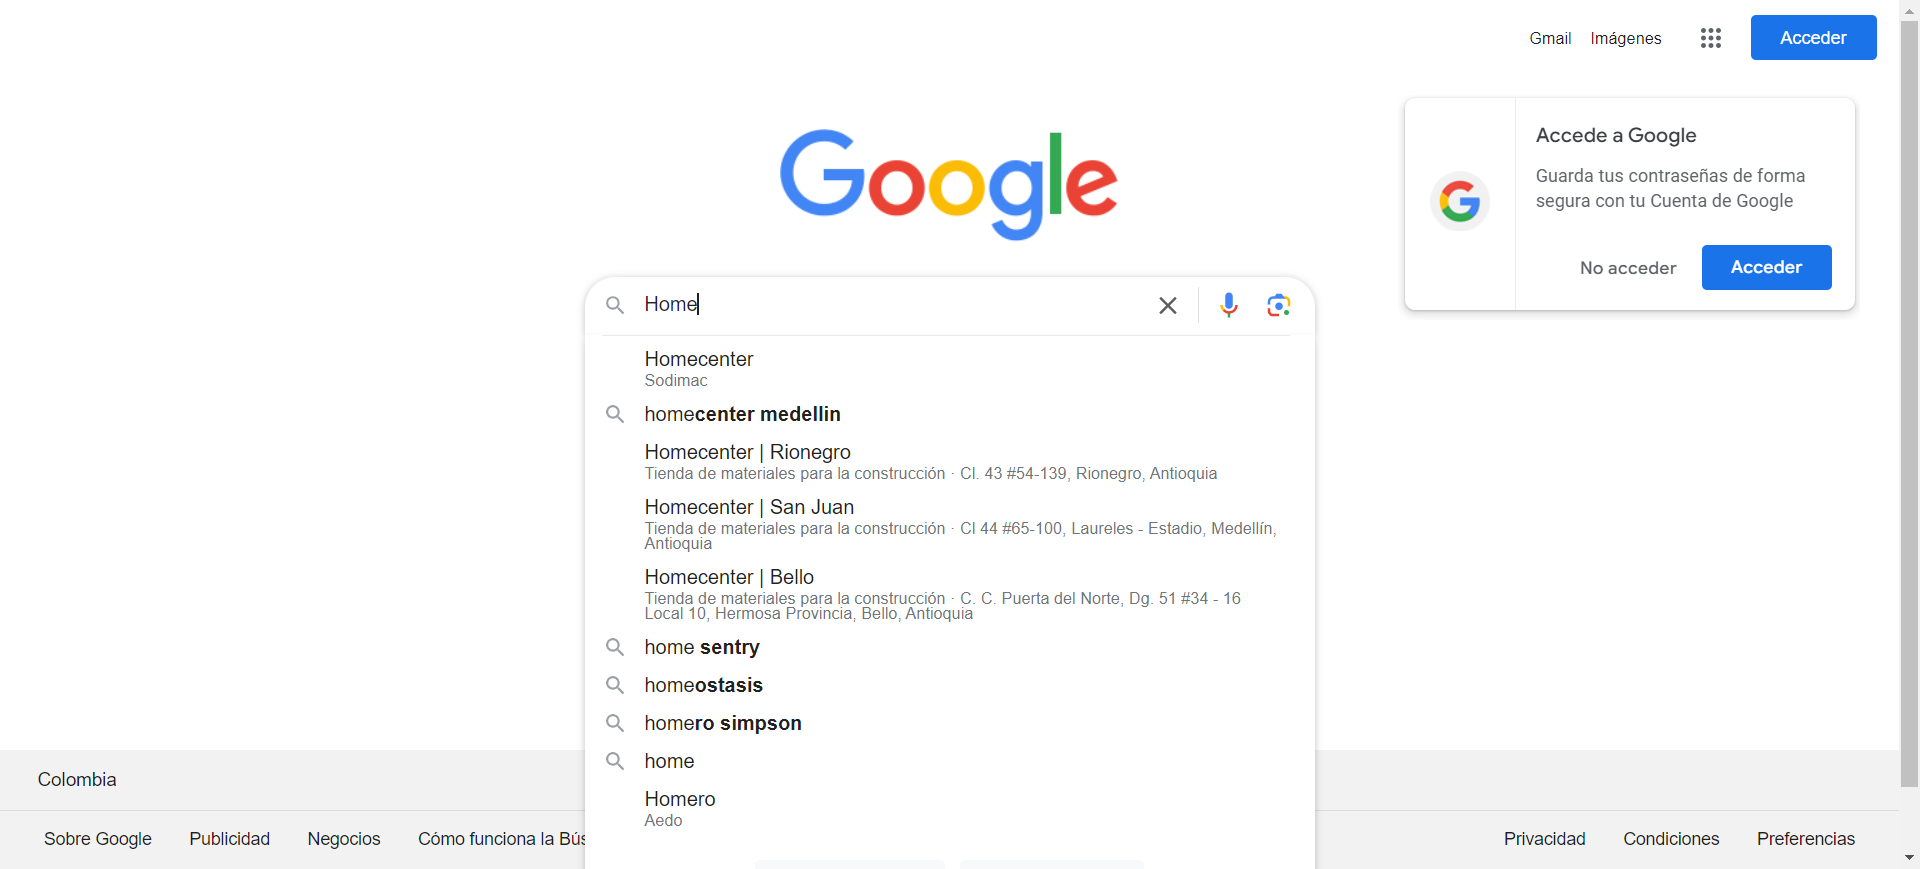 Gmail Imágenes Acceder
Google
Accede a Google
Guarda tus contraseñas de forma
segura con tu Cuenta de Google
No acceder Acceder
Home
Homecenter
Sodimac
homecenter medellin
Homecenter | Rionegro
Tienda de materiales para la construcción · Cl. 43 #54-139, Rionegro, Antioquia
Homecenter | San Juan
Tienda de materiales para la construcción · Cl 44 #65-100, Laureles - Estadio, Medellín,
Antioquia
Homecenter | Bello
Tienda de materiales para la construcción · C. C. Puerta del Norte, Dg. 51 #34 - 16
Local 10, Hermosa Provincia, Bello, Antioquia
home sentry
homeostasis
homero simpson
home
Homero
Aedo
Colombia
Sobre Google Publicidad Negocios Cómo funciona la Bús
Privacidad Condiciones Preferencias